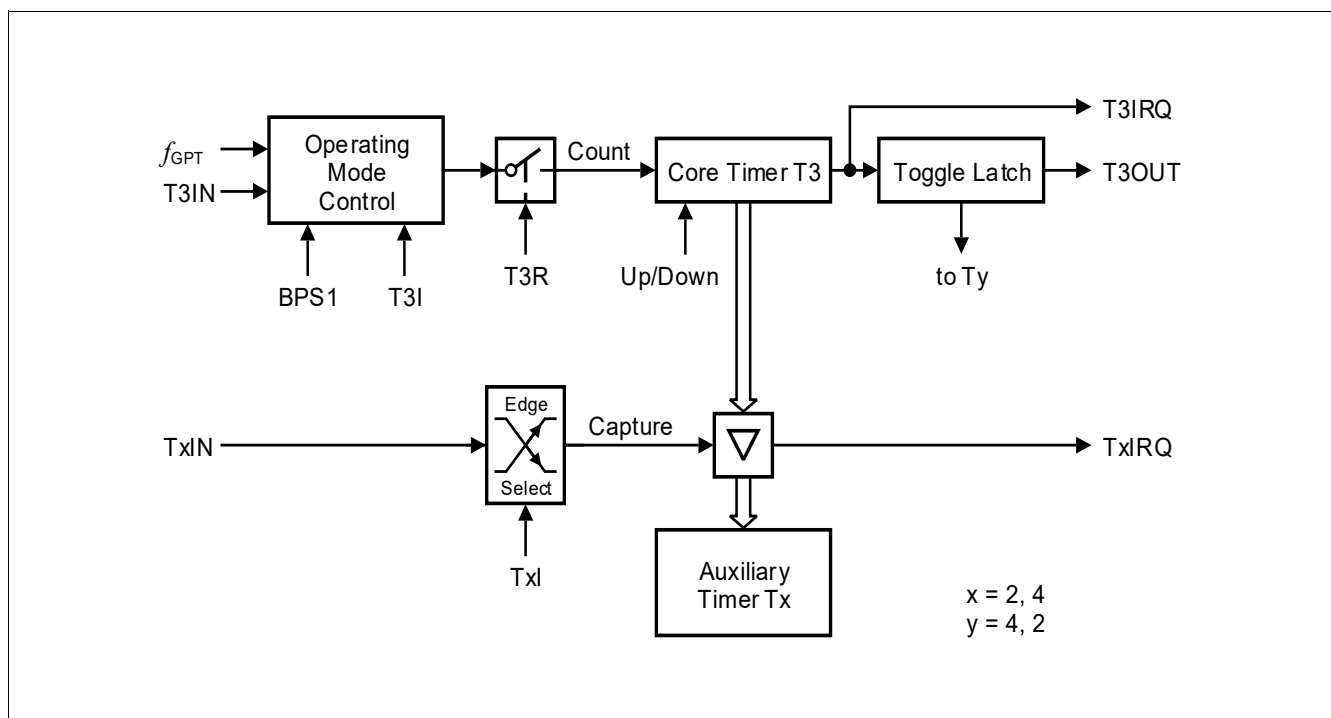 T3IRQ
Operating
Mode
Control
fGPT
T3IN
Count
Core Timer T3
Toggle Latch
T3OUT
BPS1
T3I
T3R
Up/Down
to Ty
TxIN
Edge
Select
Capture
TxIRQ
TxI
Auxiliary
Timer Tx
x = 2, 4
y = 4, 2